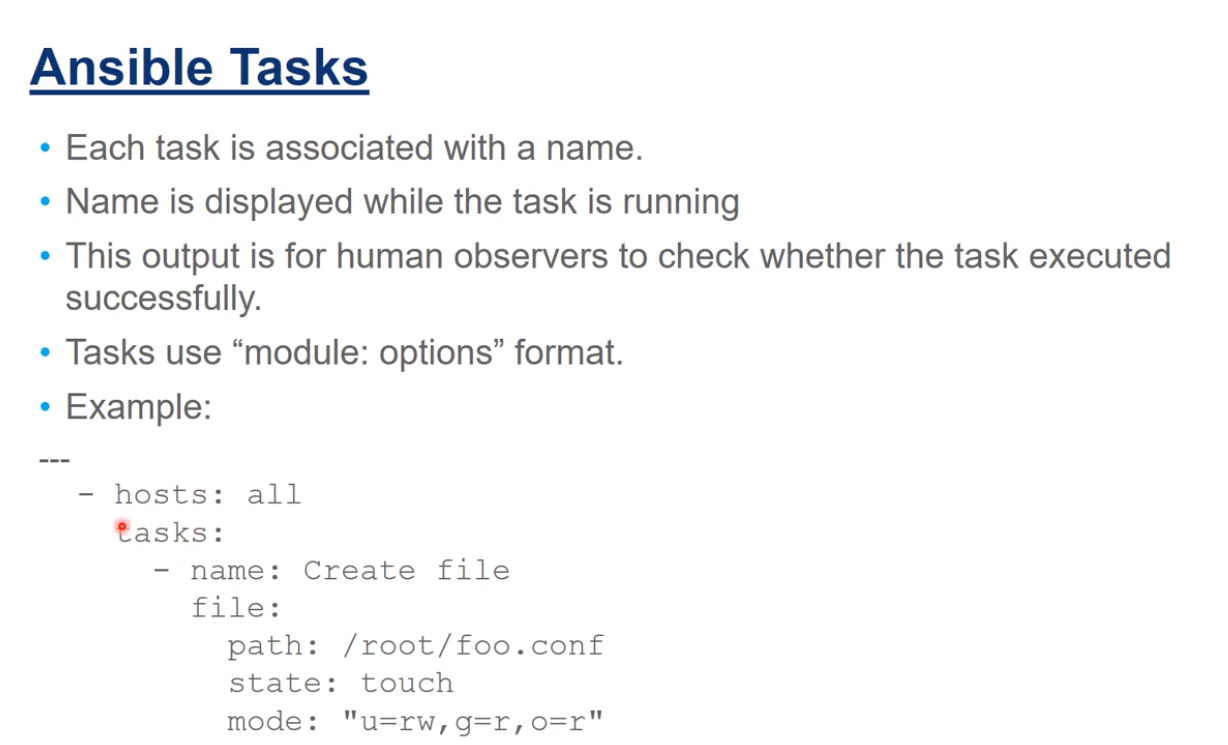 Ansible Tasks
• Each task is associated with a name.
• Name is displayed while the task is running
• This output is for human observers to check whether the task executed
successfully.
• Tasks use “module: options” format.
• Example:
---
  - hosts: all
    tasks:
      - name: Create file
        file:
          path: /root/foo.conf
          state: touch
          mode: "u=rw,g=r,o=r"